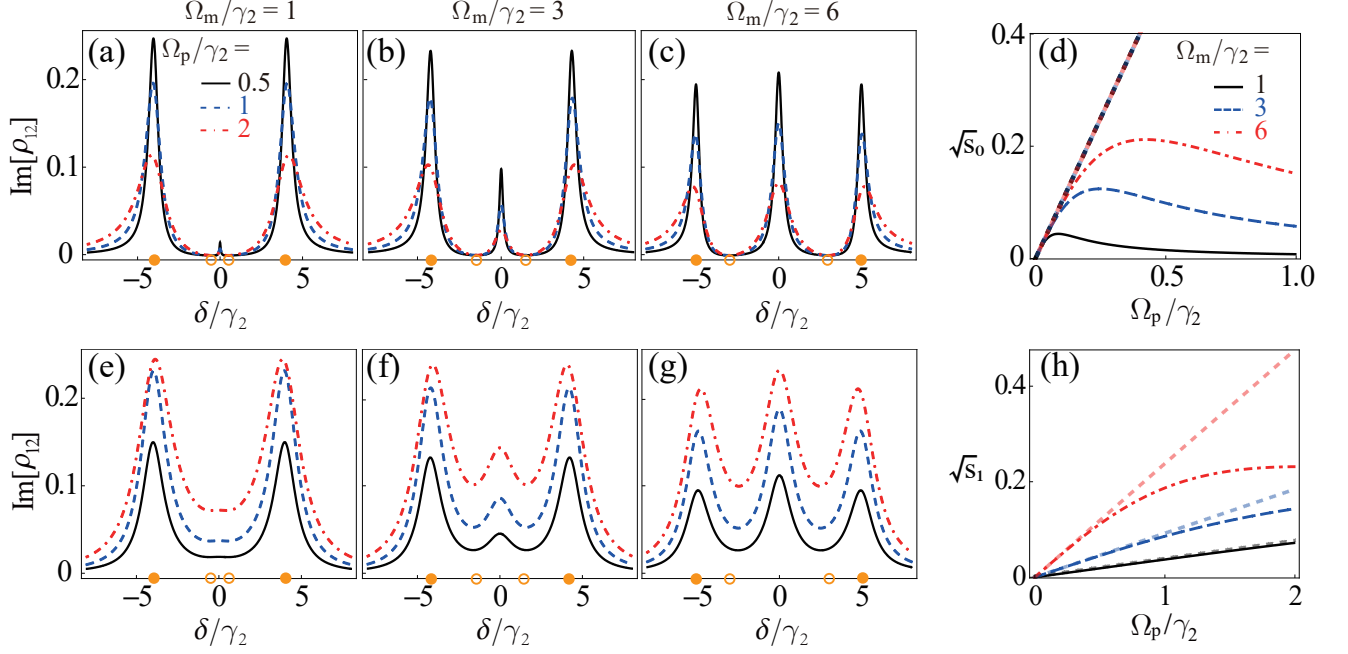 Ωm/γ2 = 1
Ωm/γ2 = 3
Ωm/γ2 = 6
(a)
Ωp/γ2 =
0.5
1
2
(b)
(c)
(d)
Ωm/γ2 =
1
3
6
Im[ρ12]
0.2
0.1
0
−5 0 5
−5 0 5
−5 0 5
δ/γ2
δ/γ2
δ/γ2
√s0
0.4
0.2
0
0 0.5 1.0
Ωp/γ2
(e)
(f)
(g)
(h)
Im[ρ12]
0.2
0.1
0
−5 0 5
−5 0 5
−5 0 5
δ/γ2
δ/γ2
δ/γ2
√s1
0.4
0.2
0
0 1 2
Ωp/γ2